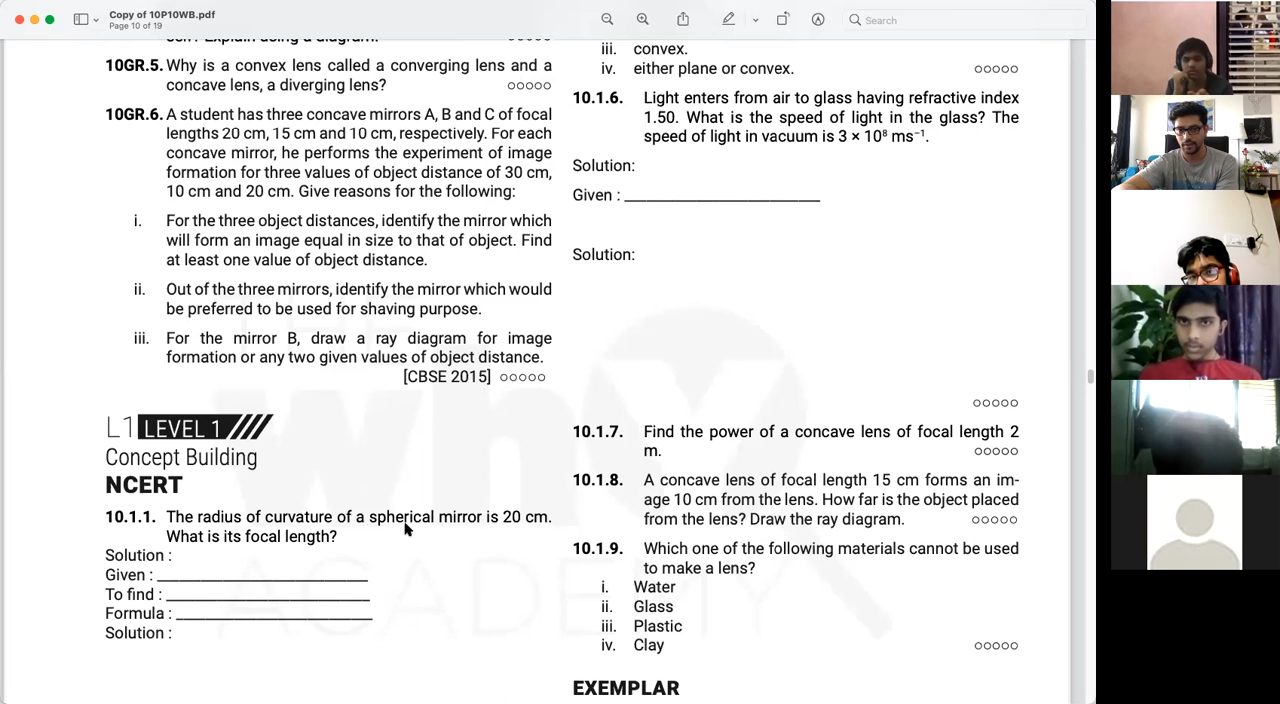 Copy of 10P10WB.pdf
Page 10 of 19
Search
10GR.5. Why is a convex lens called a converging lens and a
concave lens, a diverging lens? ○○○○○
10GR.6. A student has three concave mirrors A, B and C of focal
lengths 20 cm, 15 cm and 10 cm, respectively. For each
concave mirror, he performs the experiment of image
formation for three values of object distance of 30 cm,
10 cm and 20 cm. Give reasons for the following:
i. For the three object distances, identify the mirror which
will form an image equal in size to that of object. Find
at least one value of object distance.
ii. Out of the three mirrors, identify the mirror which would
be preferred to be used for shaving purpose.
iii. For the mirror B, draw a ray diagram for image
formation or any two given values of object distance.
[CBSE 2015] ○○○○○
L1 LEVEL 1
Concept Building
NCERT
10.1.1. The radius of curvature of a spherical mirror is 20 cm.
What is its focal length?
Solution :
Given : ____________________
To find : ____________________
Formula : ____________________
Solution :
iii. convex.
iv. either plane or convex. ○○○○○
10.1.6. Light enters from air to glass having refractive index
1.50. What is the speed of light in the glass? The
speed of light in vacuum is 3 × 10⁸ ms⁻¹.
Solution:
Given : ____________________
Solution:
○○○○○
10.1.7. Find the power of a concave lens of focal length 2
m. ○○○○○
10.1.8. A concave lens of focal length 15 cm forms an im-
age 10 cm from the lens. How far is the object placed
from the lens? Draw the ray diagram. ○○○○○
10.1.9. Which one of the following materials cannot be used
to make a lens?
i. Water
ii. Glass
iii. Plastic
iv. Clay ○○○○○
EXEMPLAR
THE
WHY
ACADEMY